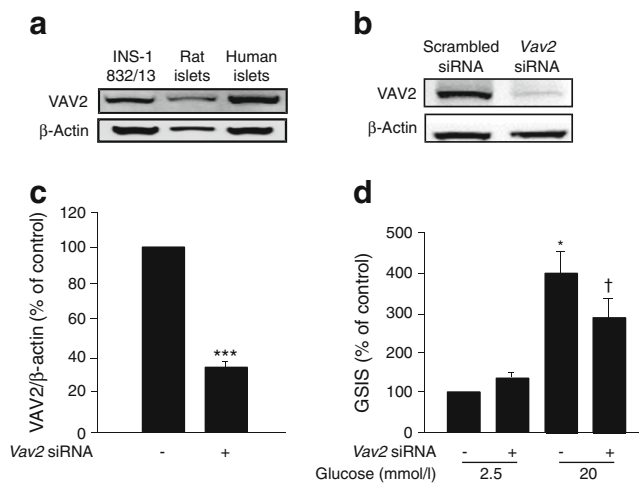 a
INS-1 832/13
Rat islets
Human islets
VAV2
β-Actin
b
Scrambled siRNA
Vav2 siRNA
VAV2
β-Actin
c
VAV2/β-actin (% of control)
120
100
80
60
40
20
0
***
Vav2 siRNA
-
+
d
GSIS (% of control)
500
400
300
200
100
0
*
†
Vav2 siRNA
- + - +
Glucose (mmol/l)
2.5
20